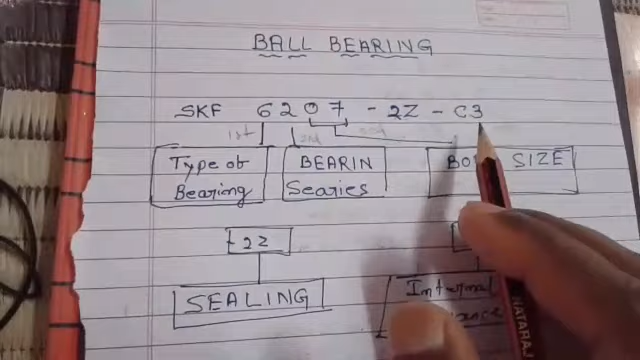 BALL BEARING
SKF 6207 - 2Z - C3
1st 2nd
Type of BEARIN SIZE
Bearing Searies
- 2Z
SEALING Internal
NATARAJ